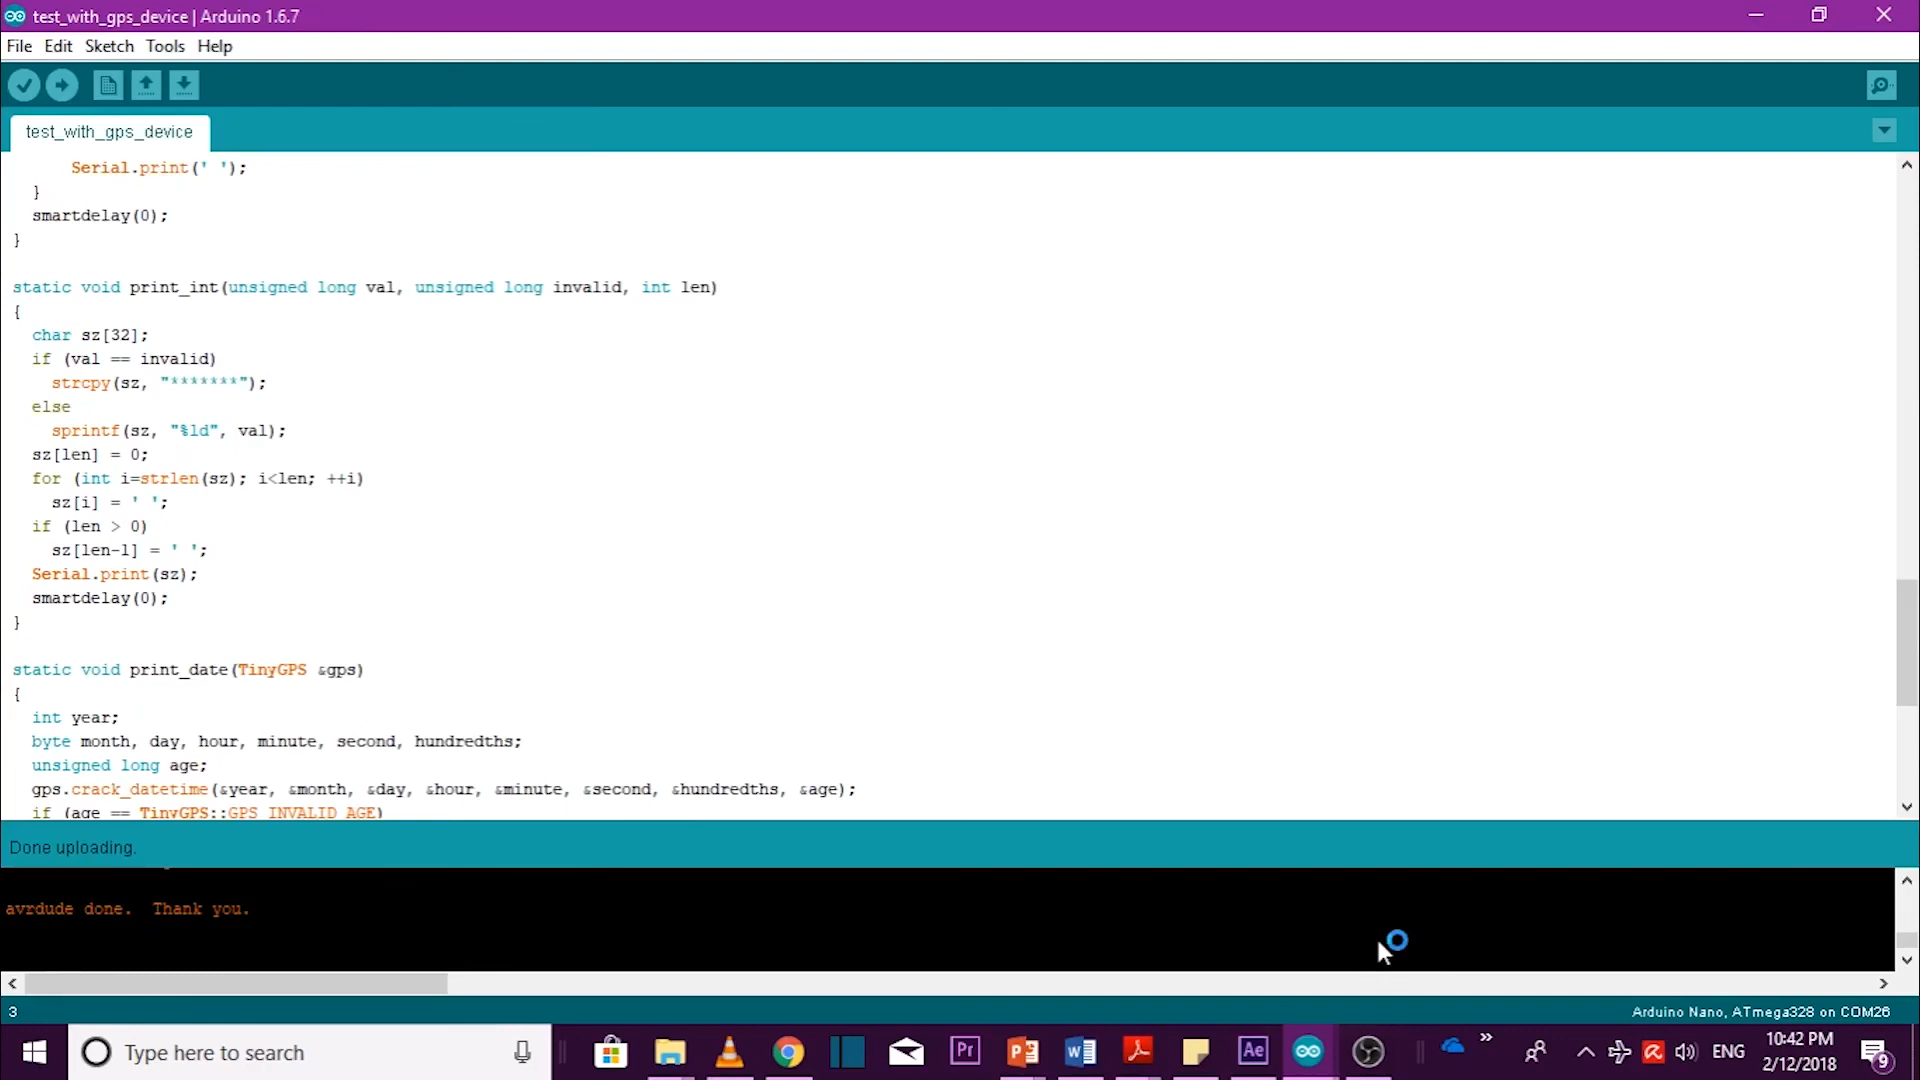 test_with_gps_device | Arduino 1.6.7
File Edit Sketch Tools Help
test_with_gps_device
Serial.print(' ');
}
smartdelay(0);
}
static void print_int(unsigned long val, unsigned long invalid, int len)
{
char sz[32];
if (val == invalid)
strcpy(sz, "*******");
else
sprintf(sz, "%ld", val);
sz[len] = 0;
for (int i=strlen(sz); i<len; ++i)
sz[i] = ' ';
if (len > 0)
sz[len-1] = ' ';
Serial.print(sz);
smartdelay(0);
}
static void print_date(TinyGPS &gps)
{
int year;
byte month, day, hour, minute, second, hundredths;
unsigned long age;
gps.crack_datetime(&year, &month, &day, &hour, &minute, &second, &hundredths, &age);
if (age == TinyGPS::GPS_INVALID_AGE)
Done uploading.
avrdude done.  Thank you.
3
Arduino Nano, ATmega328 on COM26
Type here to search
Pr
Ae
ENG
10:42 PM
2/12/2018
9